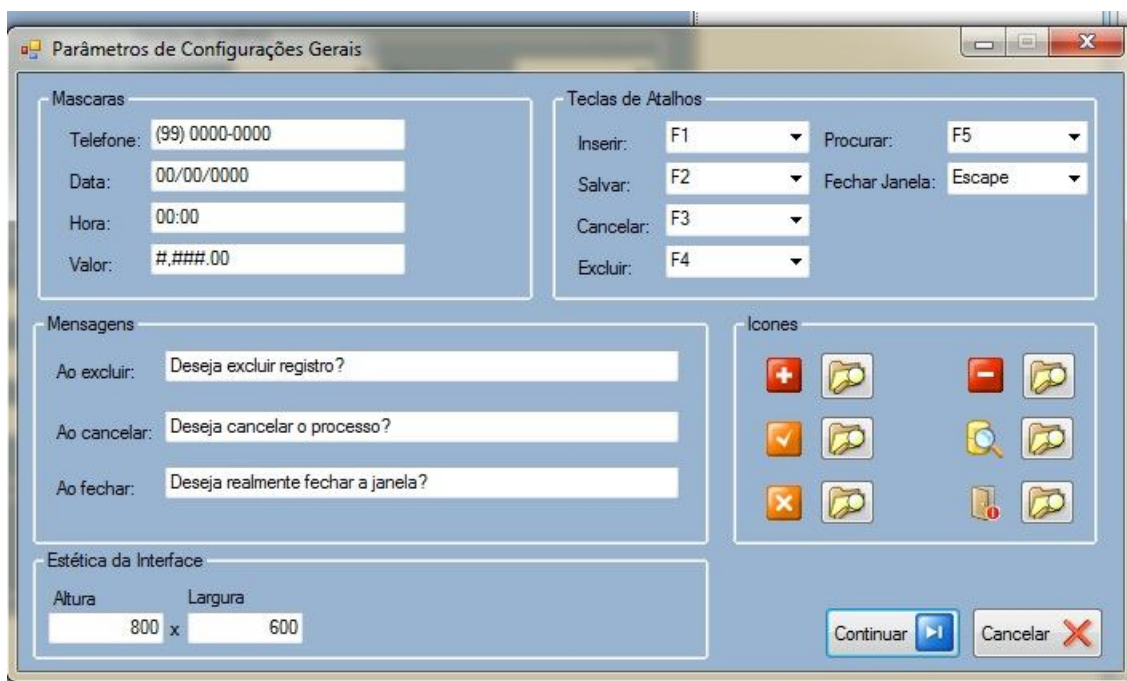 Parâmetros de Configurações Gerais
Mascaras
Telefone: (99) 0000-0000
Data: 00/00/0000
Hora: 00:00
Valor: #,###.00
Teclas de Atalhos
Inserir: F1 Procurar: F5
Salvar: F2 Fechar Janela: Escape
Cancelar: F3
Excluir: F4
Mensagens
Ao excluir: Deseja excluir registro?
Ao cancelar: Deseja cancelar o processo?
Ao fechar: Deseja realmente fechar a janela?
Icones
Estética da Interface
Altura Largura
800 x 600
Continuar Cancelar